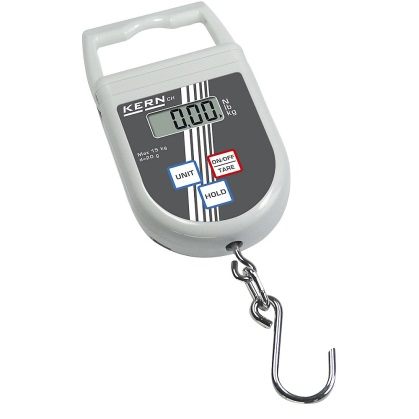 KERN CH
0.00
N
lb
kg
Max 15 kg
d=20 g
UNIT
ON/OFF
TARE
HOLD